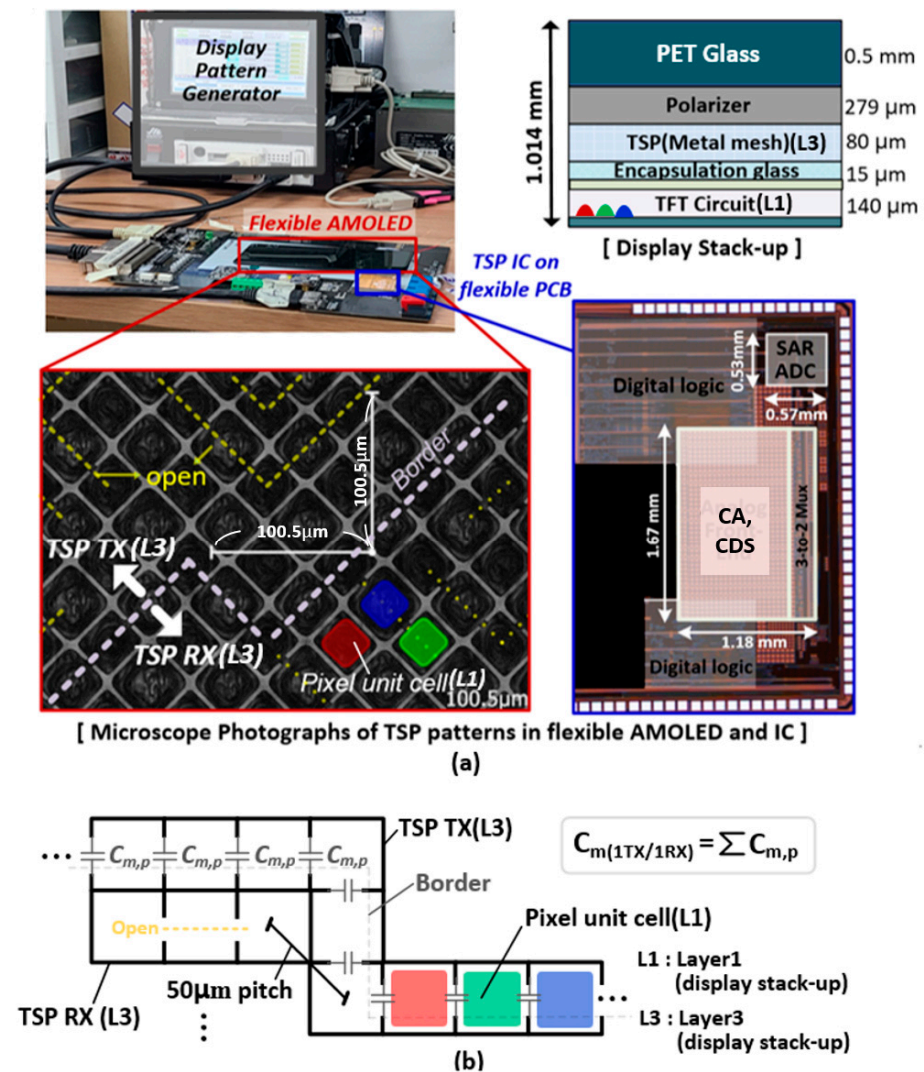 Display
Pattern
Generator
Flexible AMOLED
TSP IC on
flexible PCB
1.014 mm
PET Glass
0.5 mm
Polarizer
279 μm
TSP(Metal mesh)(L3)
80 μm
Encapsulation glass
15 μm
TFT Circuit(L1)
140 μm
[ Display Stack-up ]
open
100.5μm
100.5μm
Border
TSP TX(L3)
TSP RX(L3)
Pixel unit cell(L1)
100.5μm
Digital logic
0.53mm
SAR
ADC
0.57mm
1.67 mm
CA,
CDS
3-to-2 Mux
1.18 mm
Digital logic
[ Microscope Photographs of TSP patterns in flexible AMOLED and IC ]
(a)
... Cm,p Cm,p Cm,p Cm,p
TSP TX(L3)
Cm(1TX/1RX) = ∑Cm,p
Border
Open
Pixel unit cell(L1)
50μm pitch
TSP RX (L3)
L1 : Layer1
(display stack-up)
L3 : Layer3
(display stack-up)
(b)